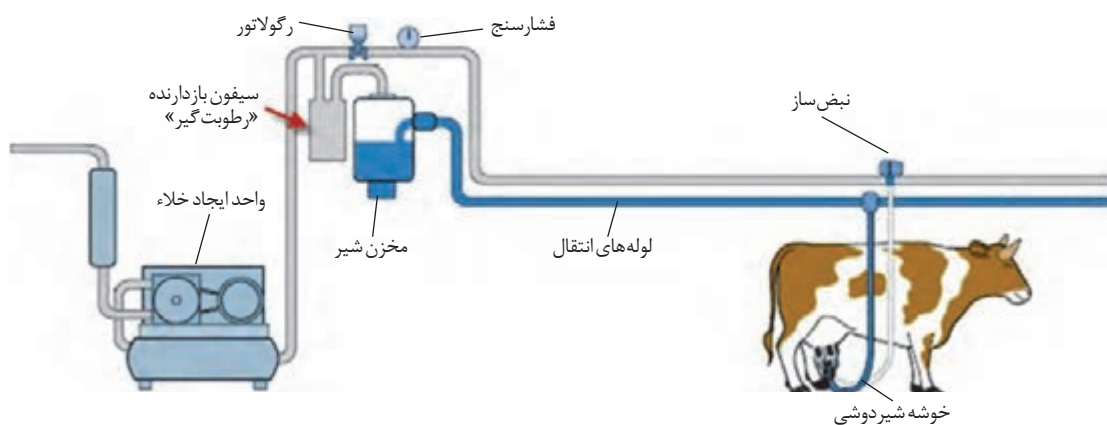 فشارسنج
رگولاتور
سیفون بازدارنده
«رطوبت‌گیر»
نبض‌ساز
واحد ایجاد خلاء
مخزن شیر
لوله‌های انتقال
خوشه شیردوشی